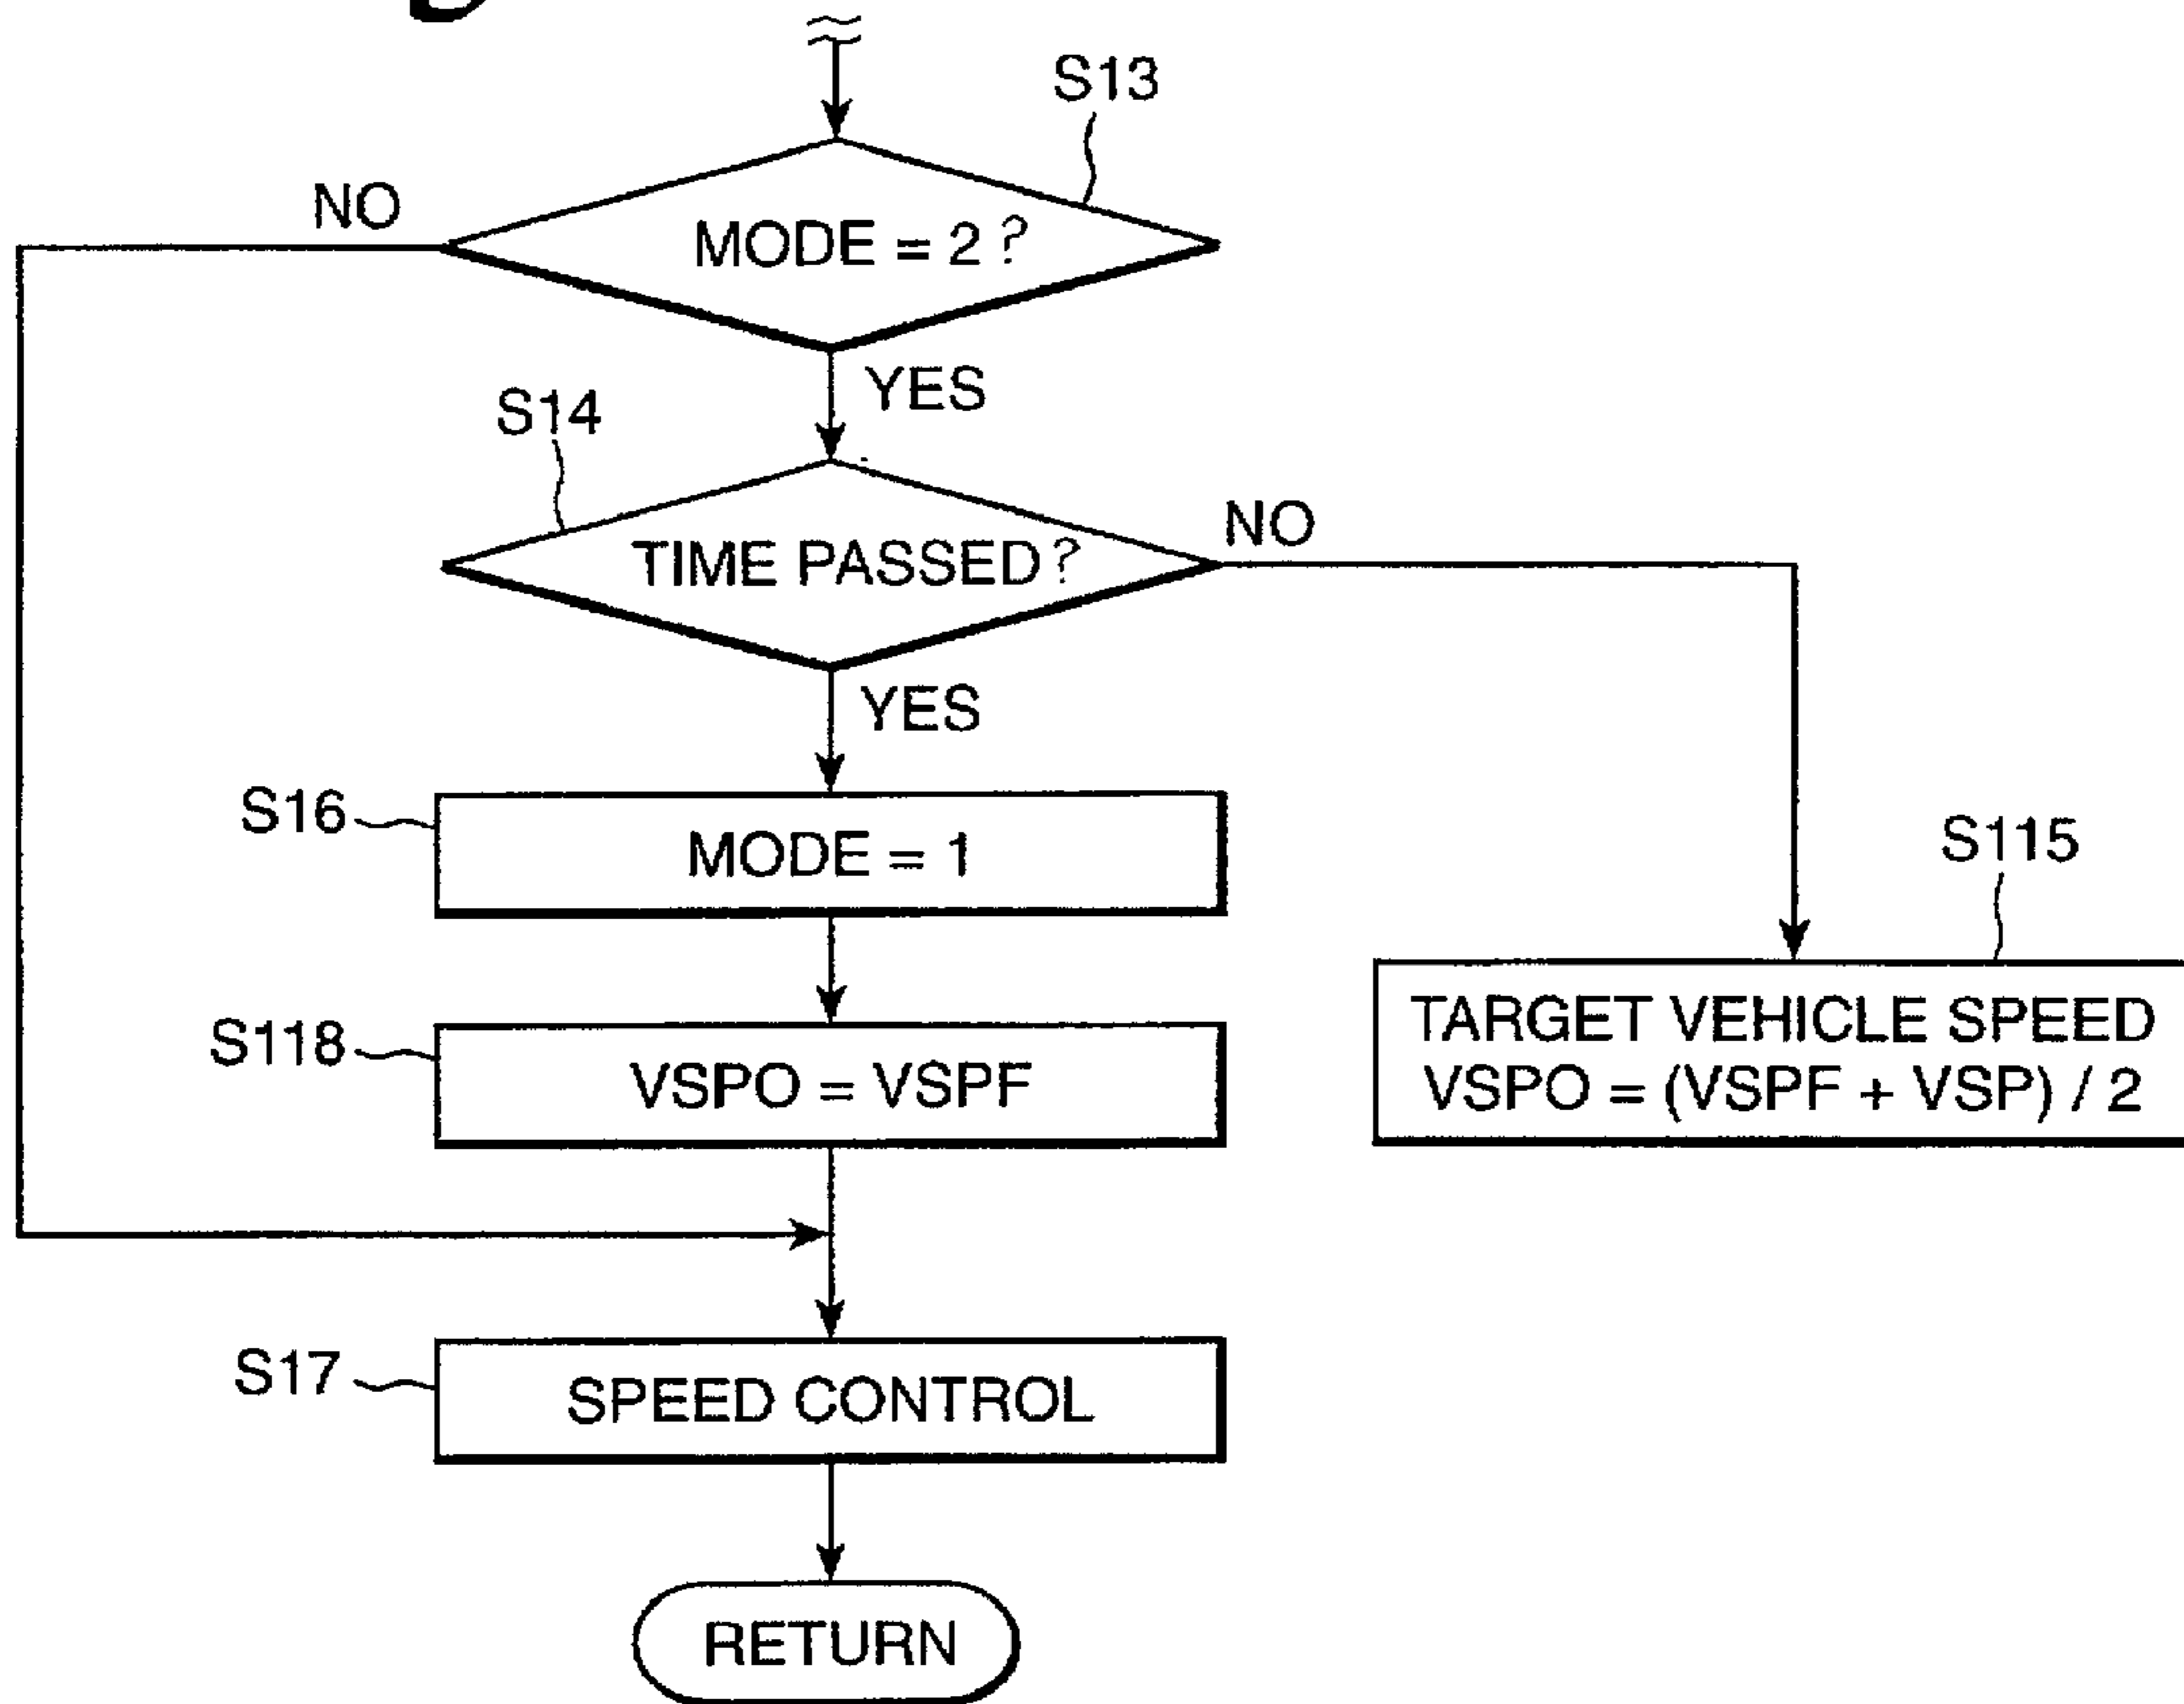 S13
NO
MODE = 2 ?
YES
S14
NO
TIME PASSED ?
YES
S16
MODE = 1
S115
TARGET VEHICLE SPEED
VSPO = (VSPF + VSP) / 2
S118
VSPO = VSPF
S17
SPEED CONTROL
RETURN